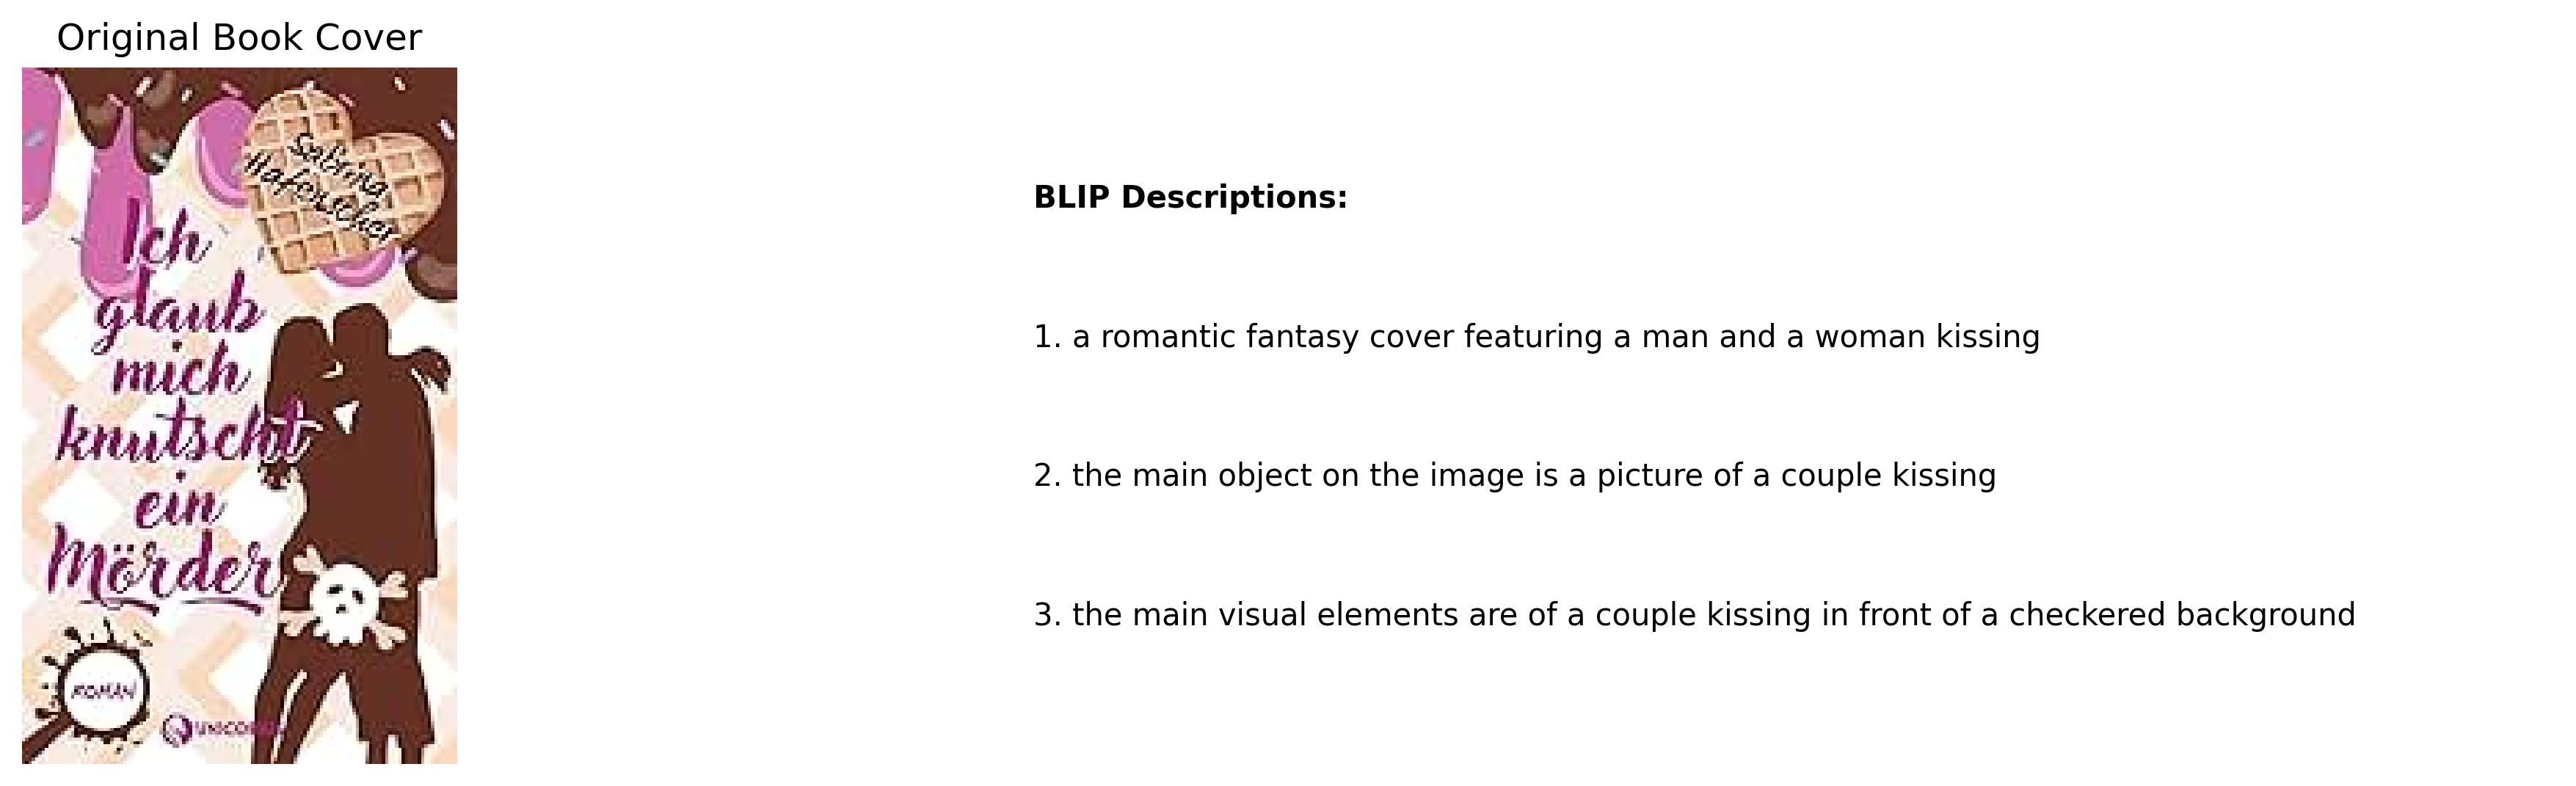 Original Book Cover
Sabrina
Ich
glaub
mich
knutscht
ein
Mörder
ROMAN
BLIP Descriptions:
1. a romantic fantasy cover featuring a man and a woman kissing
2. the main object on the image is a picture of a couple kissing
3. the main visual elements are of a couple kissing in front of a checkered background